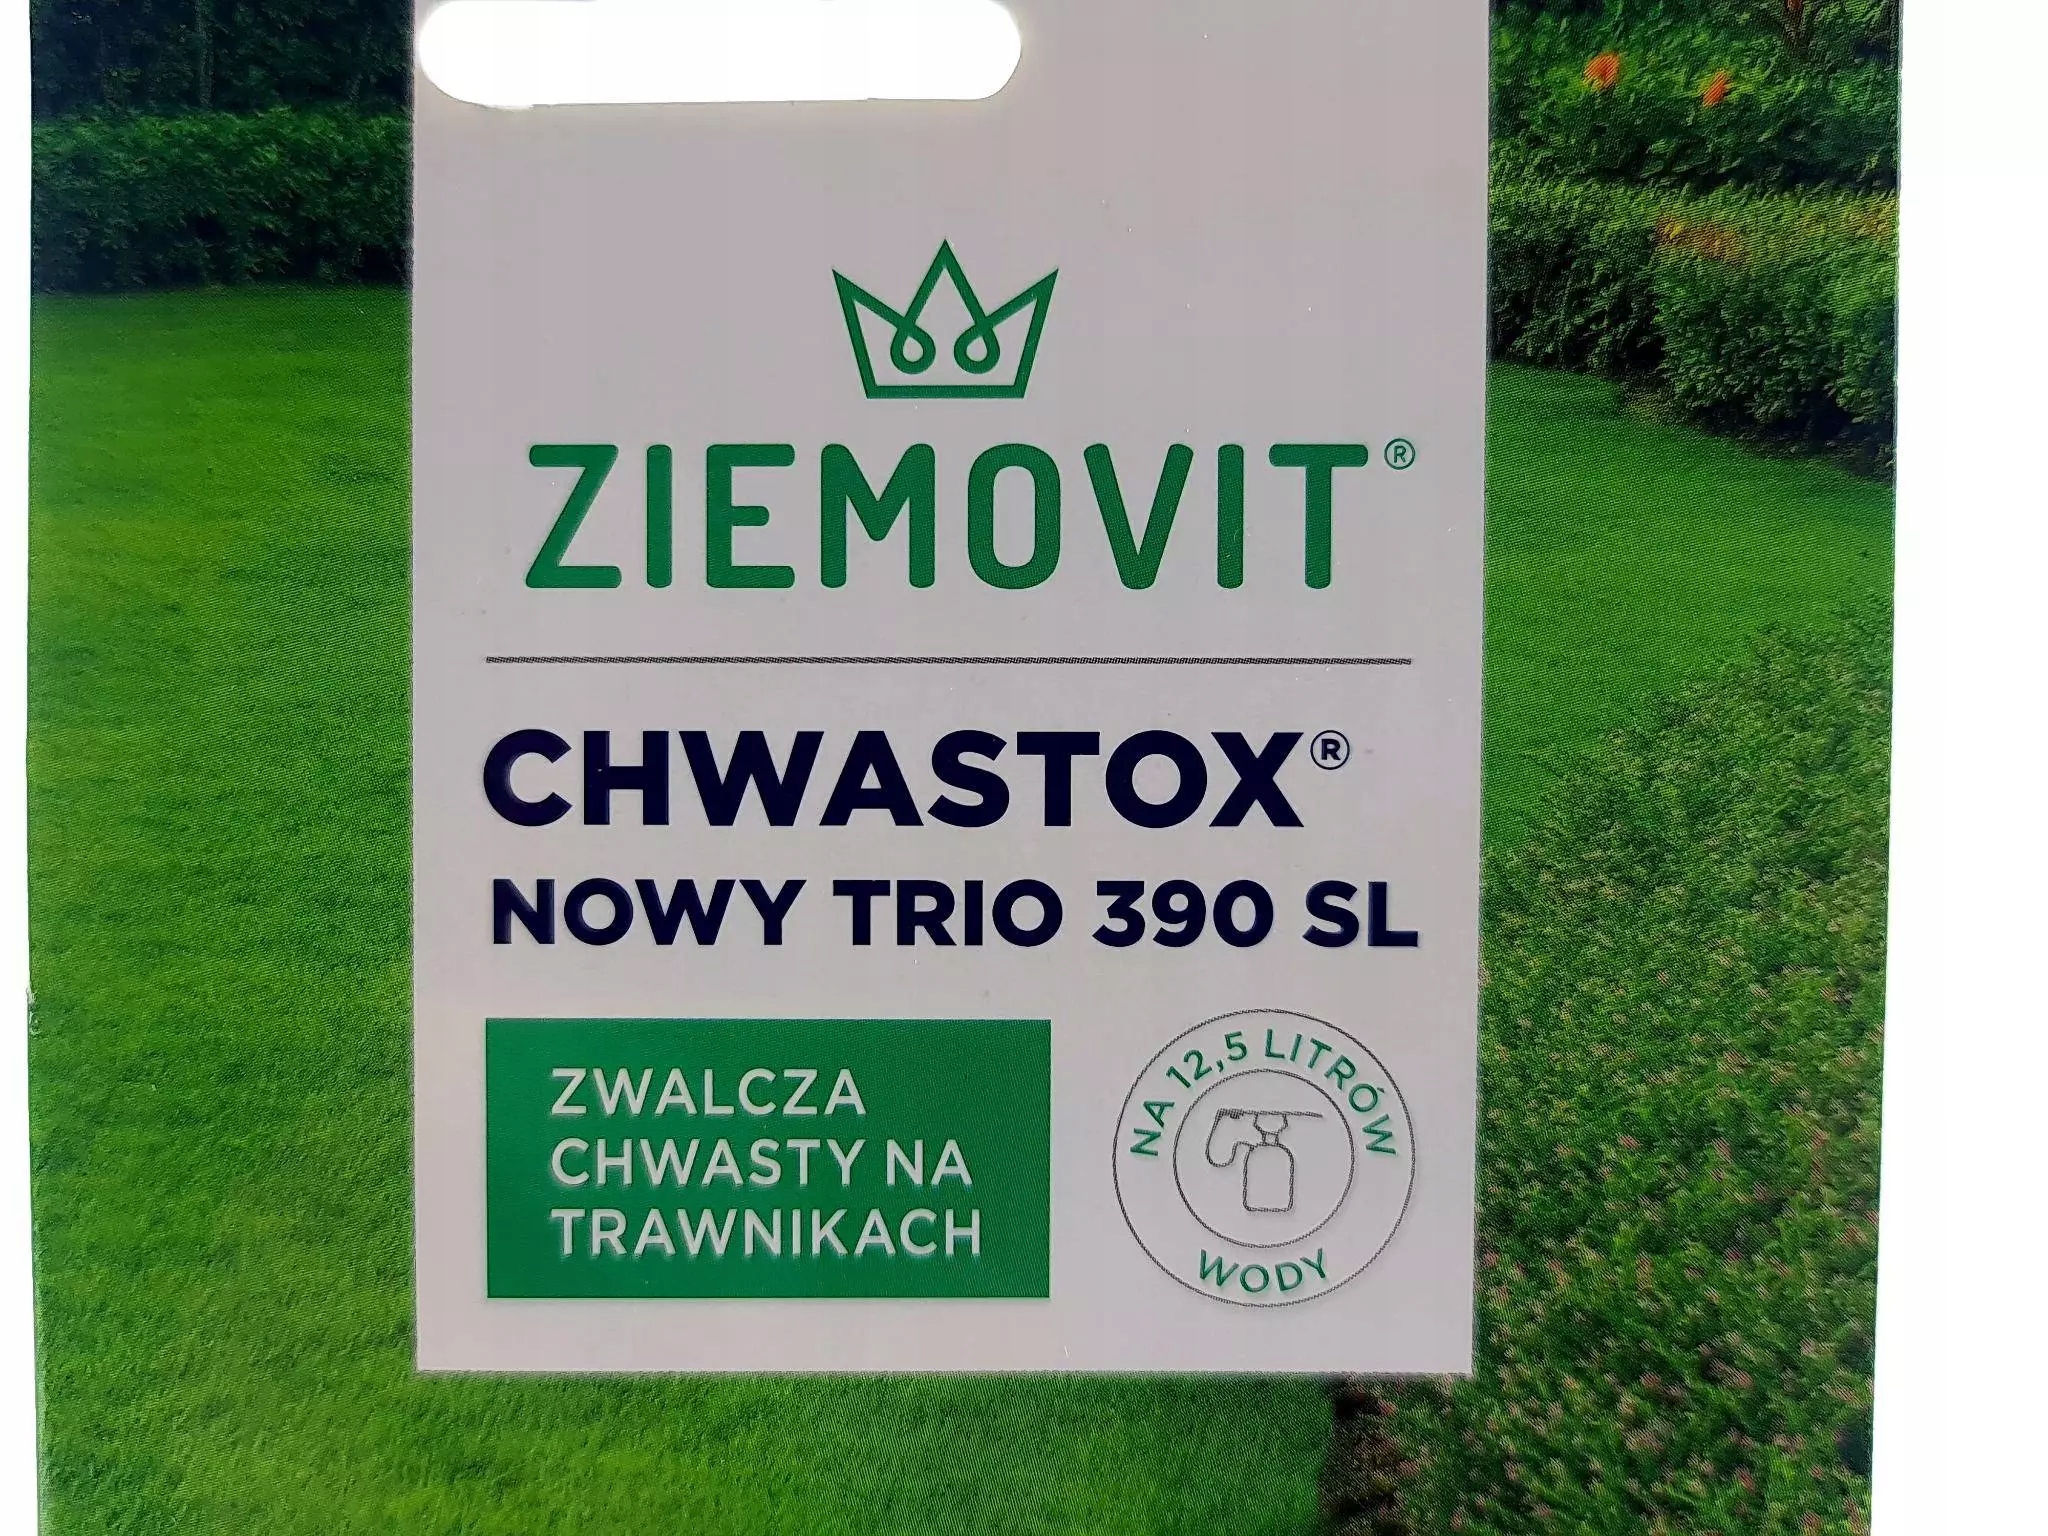 ZIEMOVIT®
CHWASTOX®
NOWY TRIO 390 SL
ZWALCZA
CHWASTY NA
TRAWNIKACH
NA 12,5 LITRÓW
WODY